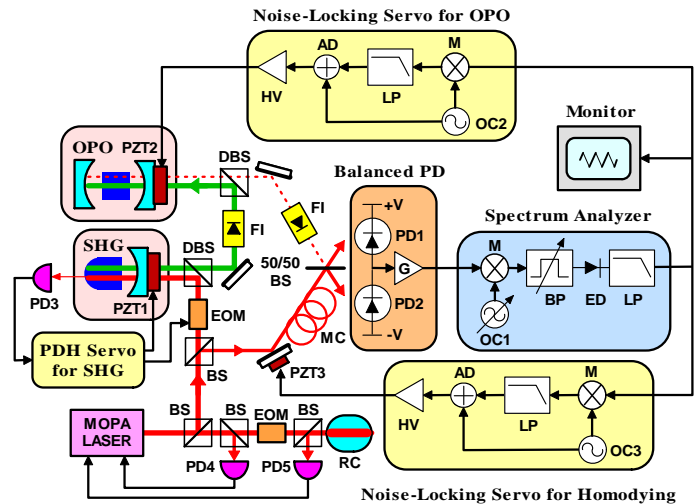 Noise-Locking Servo for OPO
AD
M
HV
LP
OC2
Monitor
OPO
PZT2
DBS
FI
FI
Balanced PD
+V
PD1
G
PD2
-V
Spectrum Analyzer
M
BP
ED
LP
OC1
SHG
DBS
PZT1
PD3
50/50
BS
MC
EOM
PDH Servo
for SHG
BS
PZT3
AD
M
HV
LP
OC3
MOPA
LASER
BS
BS
EOM
BS
PD4
PD5
RC
Noise-Locking Servo for Homodying